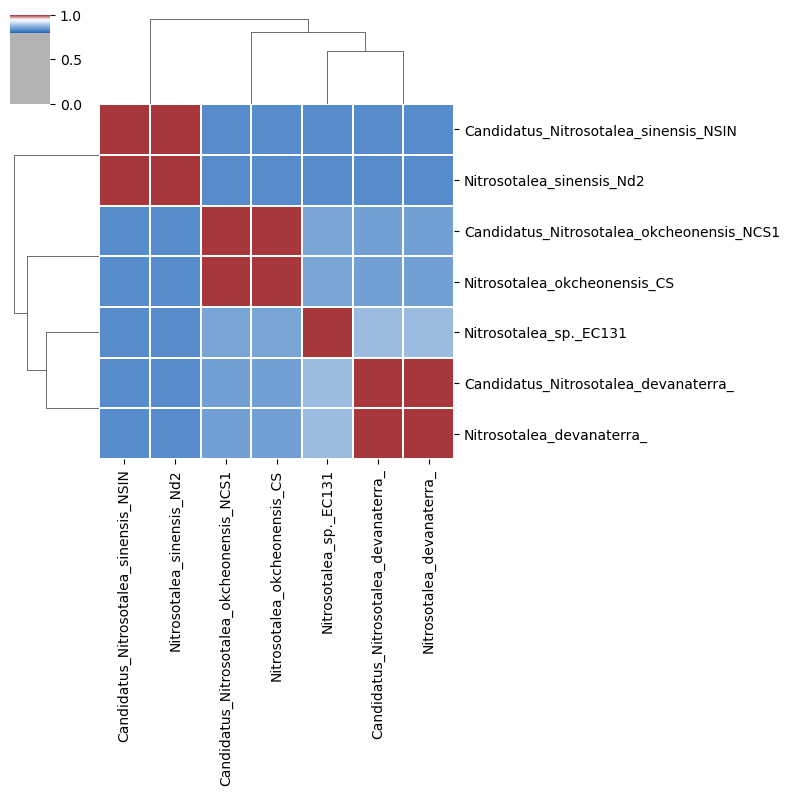 1.0
0.5
0.0
Candidatus_Nitrosotalea_sinensis_NSIN
Nitrosotalea_sinensis_Nd2
Candidatus_Nitrosotalea_okcheonensis_NCS1
Nitrosotalea_okcheonensis_CS
Nitrosotalea_sp._EC131
Candidatus_Nitrosotalea_devanaterra_
Nitrosotalea_devanaterra_
Candidatus_Nitrosotalea_sinensis_NSIN
Nitrosotalea_sinensis_Nd2
Candidatus_Nitrosotalea_okcheonensis_NCS1
Nitrosotalea_okcheonensis_CS
Nitrosotalea_sp._EC131
Candidatus_Nitrosotalea_devanaterra_
Nitrosotalea_devanaterra_